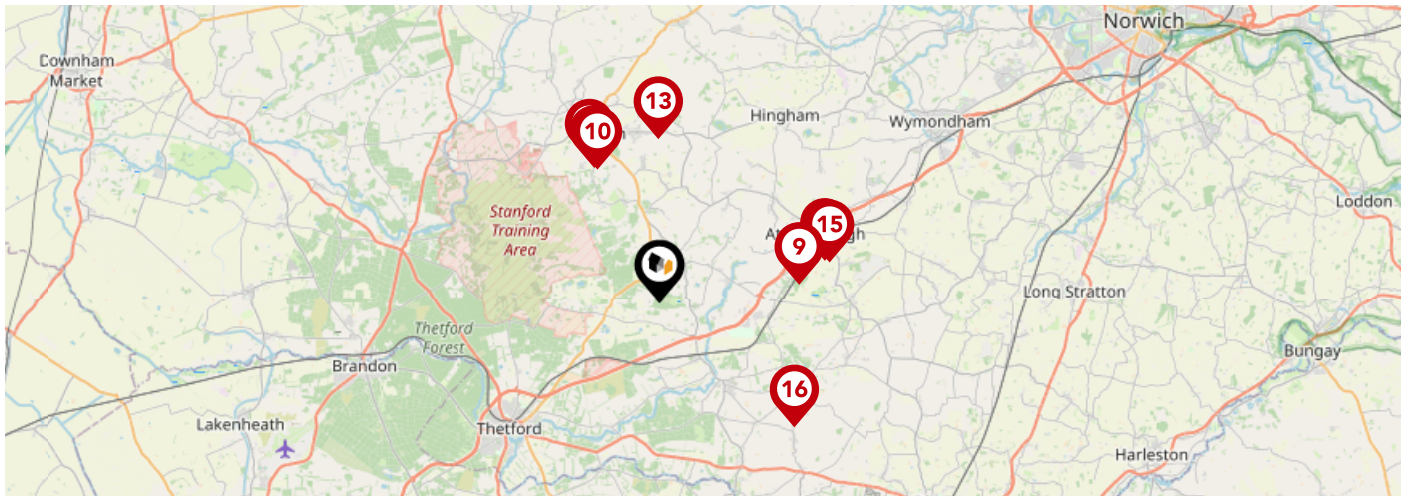 Norwich
Downham
Market
13
Hingham
10
Wymondham
Loddon
Stanford
Training
Area
15
9
Long Stratton
Thetford
Forest
Brandon
Bungay
16
Lakenheath
Thetford
Harleston